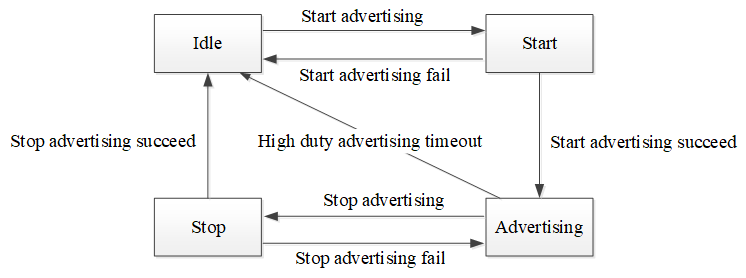 Start advertising
Idle
Start
Start advertising fail
Stop advertising succeed
High duty advertising timeout
Start advertising succeed
Stop advertising
Stop
Advertising
Stop advertising fail